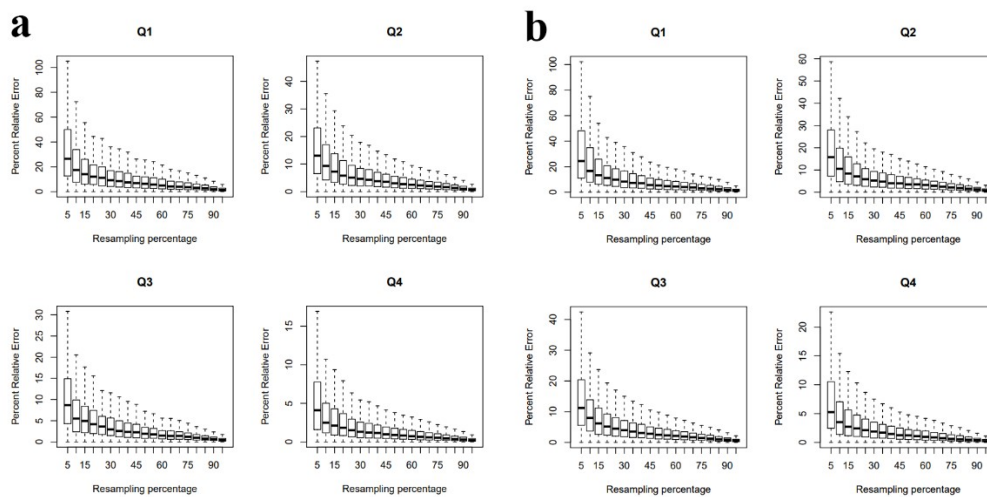 a
b
Q1
Q2
Q1
Q2
Percent Relative Error
0 20 40 60 80 100
5 15 30 45 60 75 90
Resampling percentage
Percent Relative Error
0 10 20 30 40
5 15 30 45 60 75 90
Resampling percentage
Percent Relative Error
0 20 40 60 80 100
5 15 30 45 60 75 90
Resampling percentage
Percent Relative Error
0 10 20 30 40 50 60
5 15 30 45 60 75 90
Resampling percentage
Q3
Q4
Q3
Q4
Percent Relative Error
0 5 10 15 20 25 30
5 15 30 45 60 75 90
Resampling percentage
Percent Relative Error
0 5 10 15
5 15 30 45 60 75 90
Resampling percentage
Percent Relative Error
0 10 20 30 40
5 15 30 45 60 75 90
Resampling percentage
Percent Relative Error
0 5 10 15 20
5 15 30 45 60 75 90
Resampling percentage